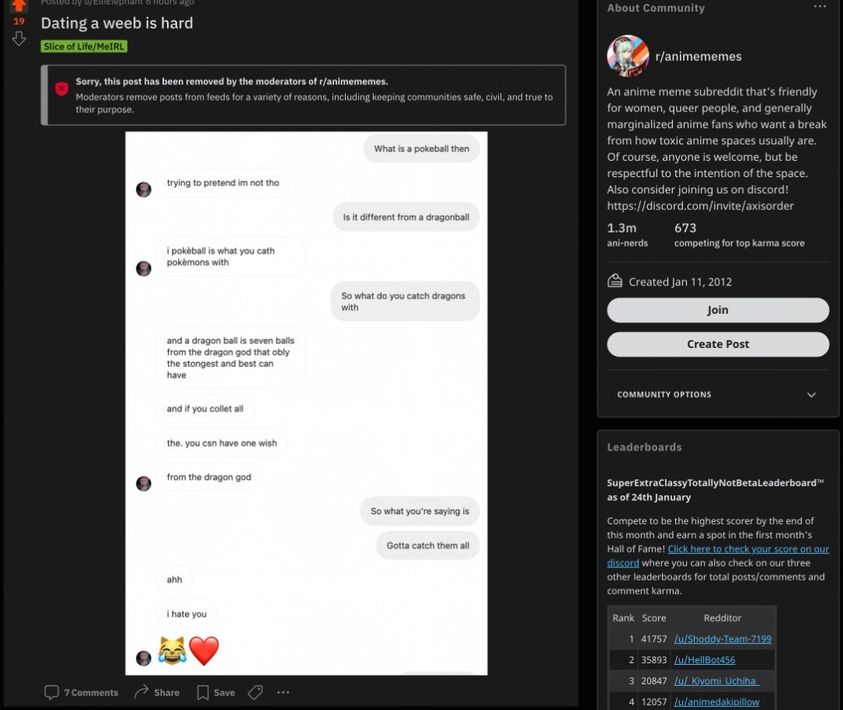 Posted by u/ElliElephant 6 hours ago
19
Dating a weeb is hard
Slice of Life/MeIRL
Sorry, this post has been removed by the moderators of r/animememes.
Moderators remove posts from feeds for a variety of reasons, including keeping communities safe, civil, and true to
their purpose.
What is a pokeball then
trying to pretend im not tho
Is it different from a dragonball
i pokèball is what you cath
pokèmons with
So what do you catch dragons
with
and a dragon ball is seven balls
from the dragon god that obly
the stongest and best can
have
and if you collet all
the. you csn have one wish
from the dragon god
So what you're saying is
Gotta catch them all
ahh
i hate you
😹❤️
7 Comments
Share
Save
About Community
r/animememes
An anime meme subreddit that's friendly
for women, queer people, and generally
marginalized anime fans who want a break
from how toxic anime spaces usually are.
Of course, anyone is welcome, but be
respectful to the intention of the space.
Also consider joining us on discord!
https://discord.com/invite/axisorder
1.3m 673
ani-nerds competing for top karma score
Created Jan 11, 2012
Join
Create Post
COMMUNITY OPTIONS
Leaderboards
SuperExtraClassyTotallyNotBetaLeaderboard™
as of 24th January
Compete to be the highest scorer by the end of
this month and earn a spot in the first month's
Hall of Fame! Click here to check your score on our
discord where you can also check on our three
other leaderboards for total posts/comments and
comment karma.
Rank Score Redditor
1 41757 /u/Shoddy-Team-7199
2 35893 /u/HellBot456
3 20847 /u/_Kiyomi_Uchiha_
4 12057 /u/animedakipillow